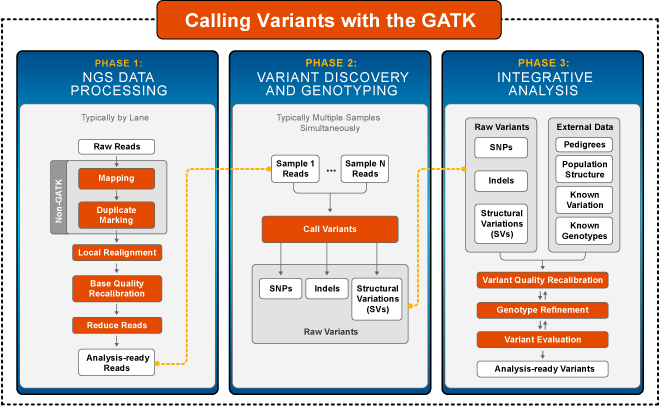 Calling Variants with the GATK
PHASE 1:
NGS DATA
PROCESSING
Typically by Lane
Raw Reads
Non-GATK
Mapping
Duplicate
Marking
Local Realignment
Base Quality
Recalibration
Reduce Reads
Analysis-ready
Reads
PHASE 2:
VARIANT DISCOVERY
AND GENOTYPING
Typically Multiple Samples
Simultaneously
Sample 1
Reads
...
Sample N
Reads
Call Variants
SNPs
Indels
Structural
Variations
(SVs)
Raw Variants
PHASE 3:
INTEGRATIVE
ANALYSIS
Raw Variants
SNPs
Indels
Structural
Variations
(SVs)
External Data
Pedigrees
Population
Structure
Known
Variation
Known
Genotypes
Variant Quality Recalibration
Genotype Refinement
Variant Evaluation
Analysis-ready Variants